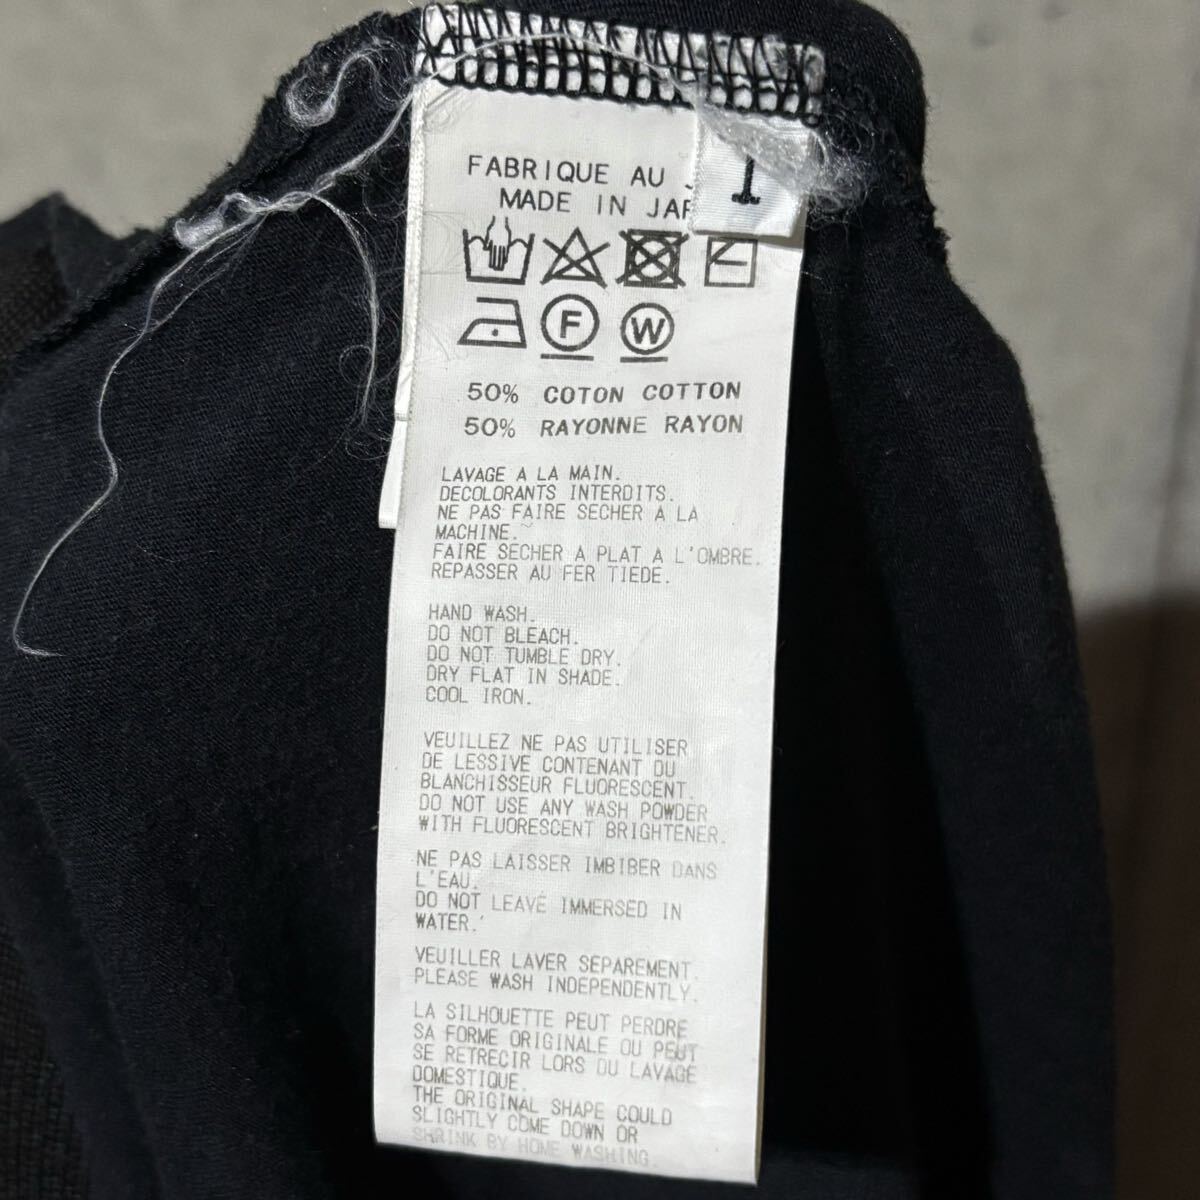 FABRIQUE AU
MADE IN
1
F
W
50% COTON COTTON
50% RAYONNE RAYON
LAVAGE A LA MAIN.
DECOLORANTS INTERDITS.
NE PAS FAIRE SECHER A LA
MACHINE.
FAIRE SECHER A PLAT A L'OMBRE.
REPASSER AU FER TIEDE.
HAND WASH.
DO NOT BLEACH.
DO NOT TUMBLE DRY.
DRY FLAT IN SHADE.
COOL IRON.
VEUILLEZ NE PAS UTILISER
DE LESSIVE CONTENANT DU
BLANCHISSEUR FLUORESCENT.
DO NOT USE ANY WASH POWDER
WITH FLUORESCENT BRIGHTENER.
NE PAS LAISSER IMBIBER DANS
L'EAU.
DO NOT LEAVE IMMERSED IN
WATER.
VEUILLER LAVER SEPAREMENT.
PLEASE WASH INDEPENDENTLY.
LA SILHOUETTE PEUT PERDRE
SA FORME ORIGINALE OU PEUT
SE RETRECIR LORS DU LAVAGE
DOMESTIQUE.
THE ORIGINAL SHAPE COULD
SLIGHTLY COME DOWN OR
SHRINK BY HOME WASHING.